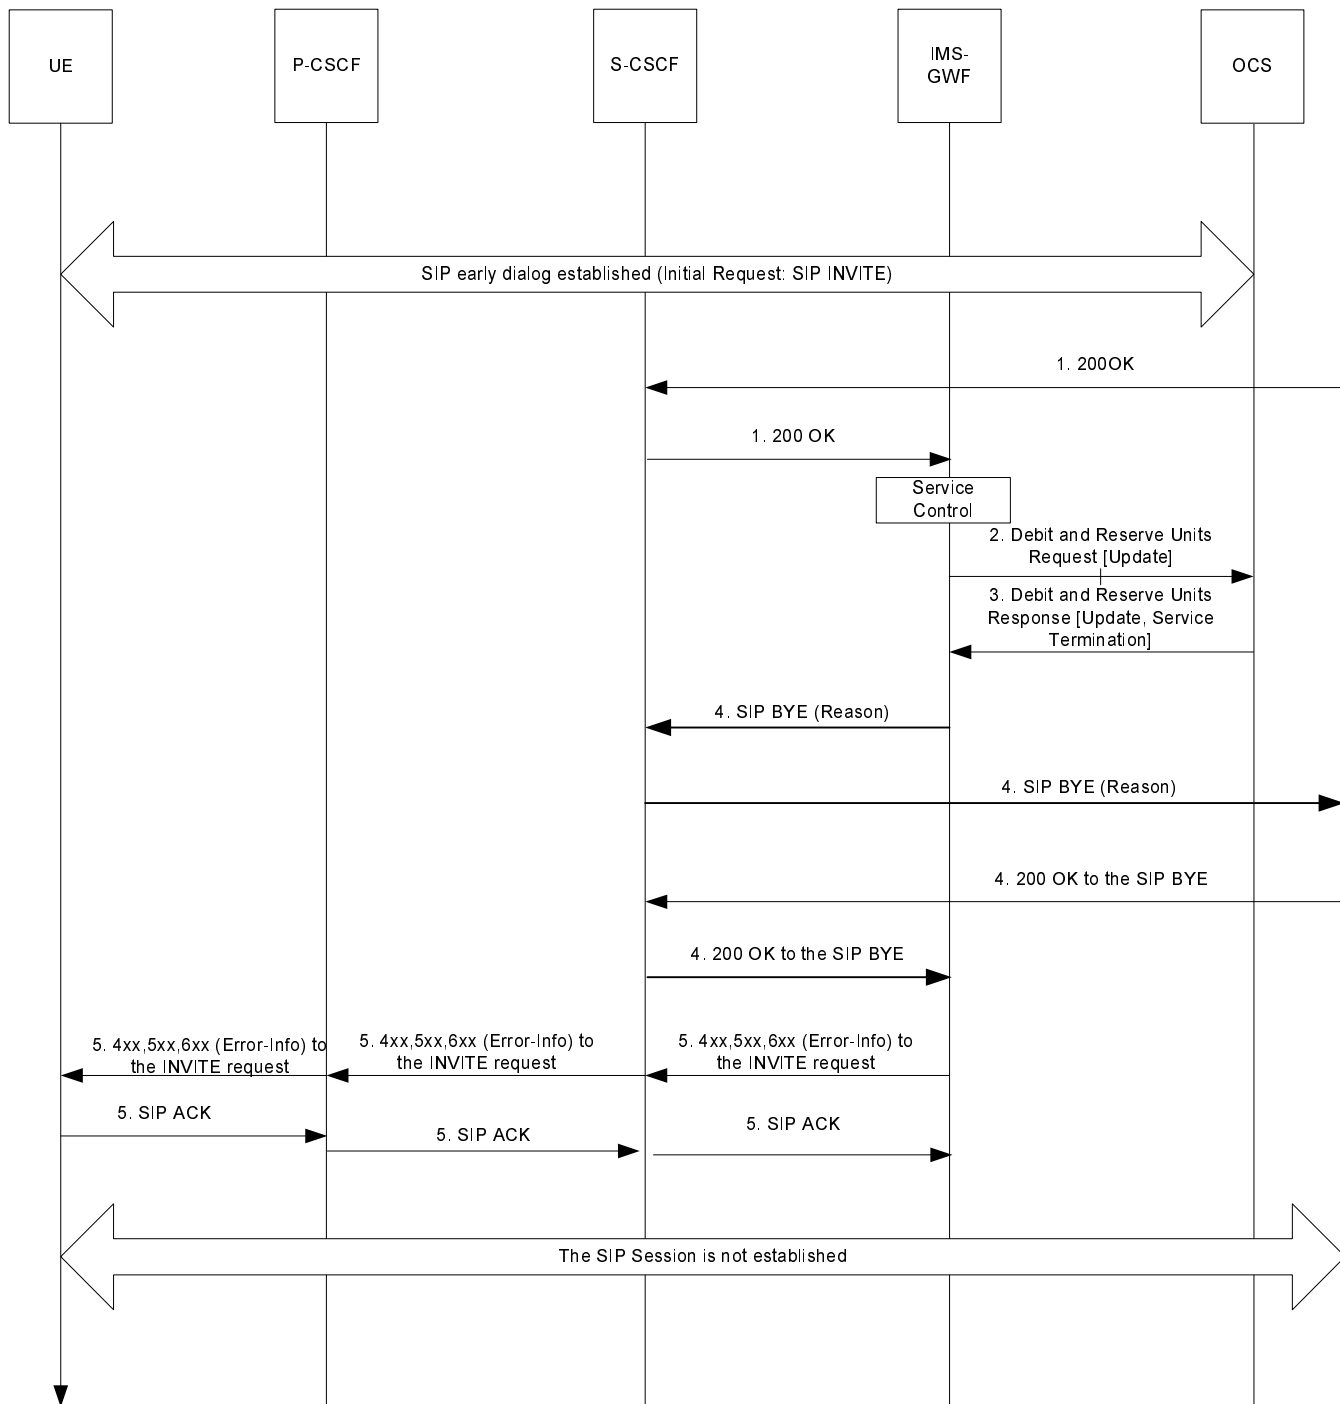 UE
P-CSCF
S-CSCF
IMS-
GWF
OCS
SIP early dialog established (Initial Request: SIP INVITE)
1. 200OK
1. 200 OK
Service
Control
2. Debit and Reserve Units
Request [Update]
3. Debit and Reserve Units
Response [Update, Service
Termination]
4. SIP BYE (Reason)
4. SIP BYE (Reason)
4. 200 OK to the SIP BYE
4. 200 OK to the SIP BYE
5. 4xx,5xx,6xx (Error-Info) to
the INVITE request
5. 4xx,5xx,6xx (Error-Info) to
the INVITE request
5. 4xx,5xx,6xx (Error-Info) to
the INVITE request
5. SIP ACK
5. SIP ACK
5. SIP ACK
The SIP Session is not established